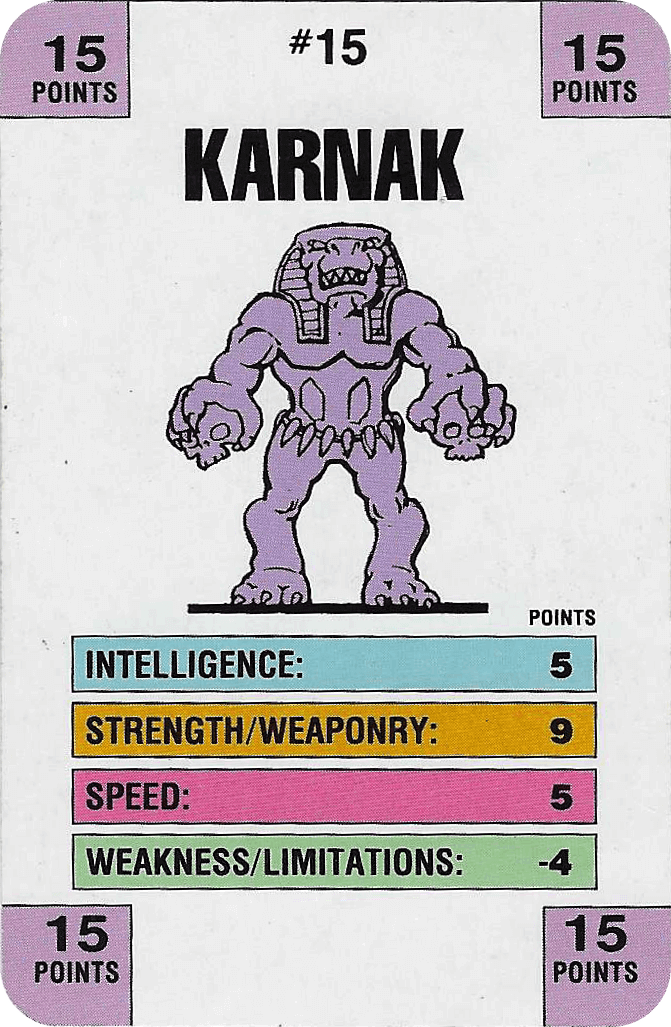 15
POINTS
#15
15
POINTS
KARNAK
POINTS
INTELLIGENCE: 5
STRENGTH/WEAPONRY: 9
SPEED: 5
WEAKNESS/LIMITATIONS: -4
15
POINTS
15
POINTS